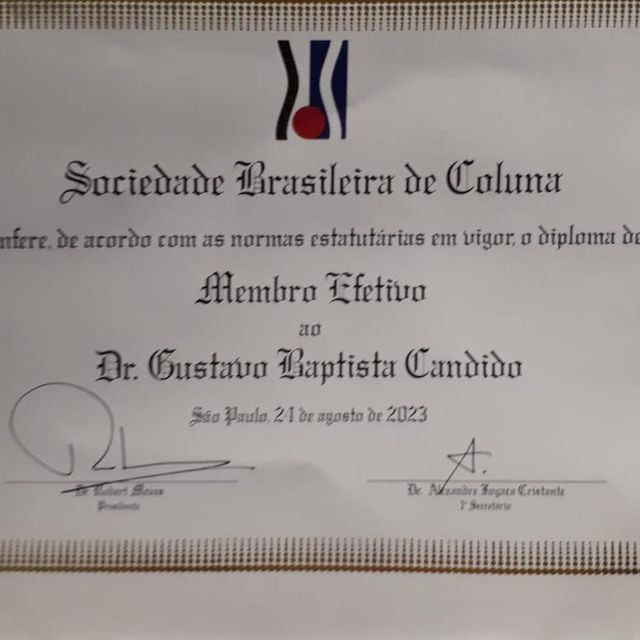 Sociedade Brasileira de Coluna
nfere, de acordo com as normas estatutárias em vigor, o diploma de
Membro Efetivo
ao
Dr. Gustavo Baptista Candido
São Paulo, 24 de agosto de 2023
Dr. Robert Meves
Presidente
Dr. Alexandre Fogaça Cristante
1º Secretário